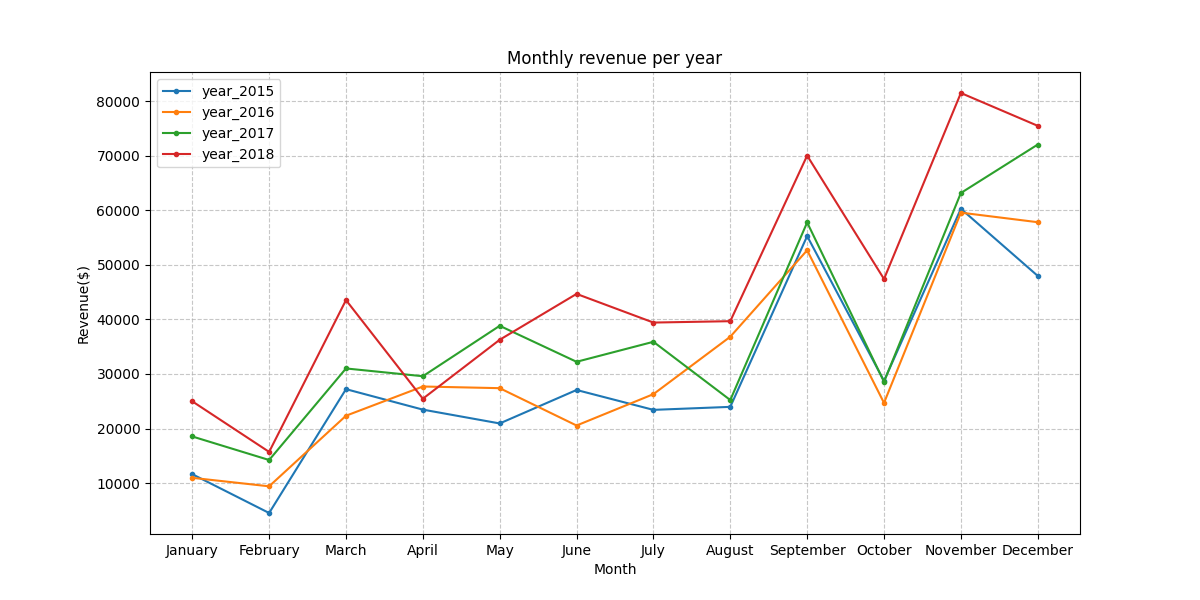 Monthly revenue per year
year_2015
year_2016
year_2017
year_2018
Revenue($)
80000
70000
60000
50000
40000
30000
20000
10000
January February March April May June July August September October November December
Month